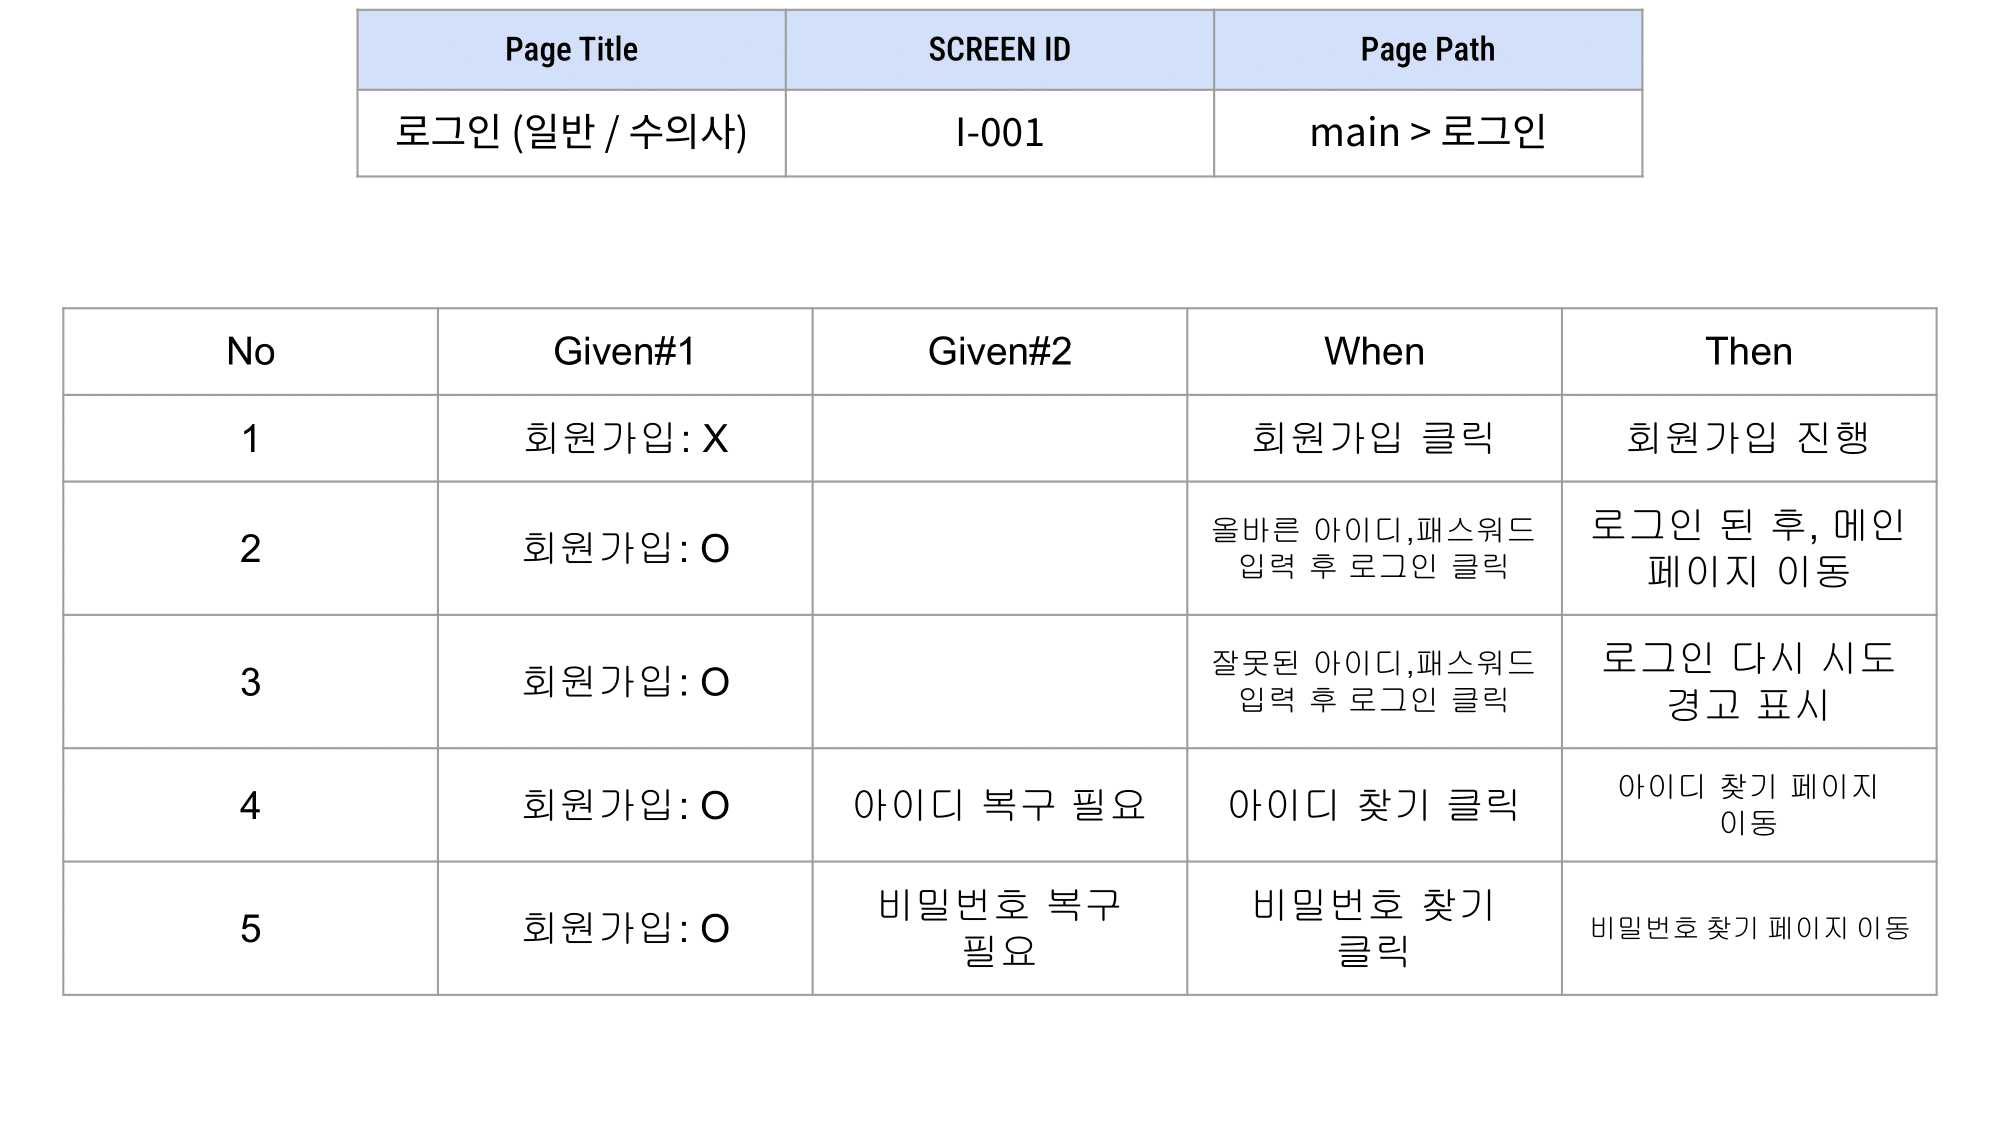 Page Title SCREEN ID Page Path
로그인 (일반 / 수의사) I-001 main > 로그인
No Given#1 Given#2 When Then
1 회원가입: X 회원가입 클릭 회원가입 진행
2 회원가입: O 올바른 아이디,패스워드 입력 후 로그인 클릭 로그인 된 후, 메인 페이지 이동
3 회원가입: O 잘못된 아이디,패스워드 입력 후 로그인 클릭 로그인 다시 시도 경고 표시
4 회원가입: O 아이디 복구 필요 아이디 찾기 클릭 아이디 찾기 페이지 이동
5 회원가입: O 비밀번호 복구 필요 비밀번호 찾기 클릭 비밀번호 찾기 페이지 이동